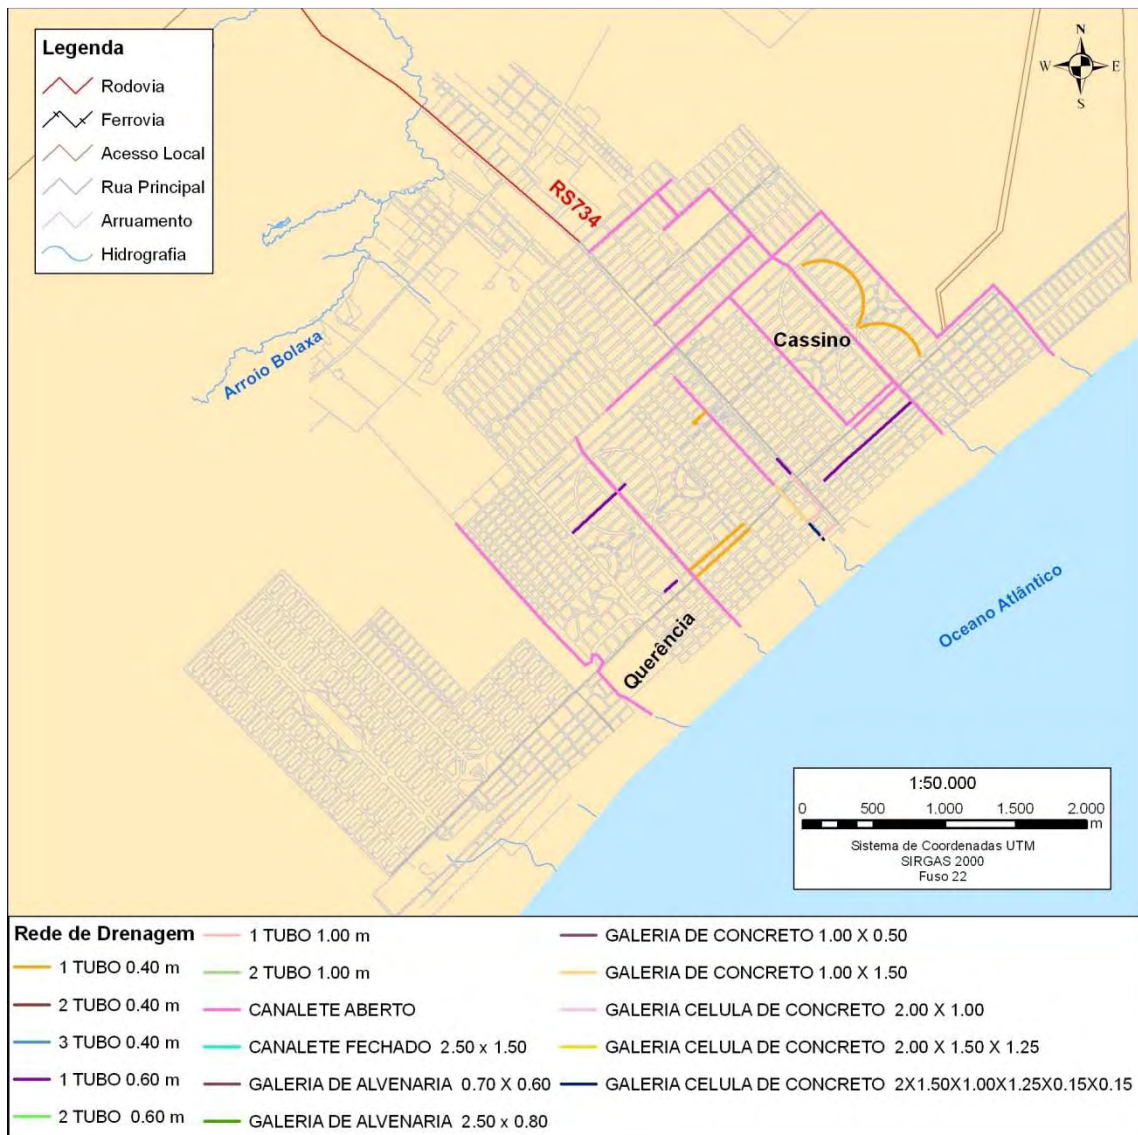 Legenda
Rodovia
Ferrovia
Acesso Local
Rua Principal
Arruamento
Hidrografia
N
W E
S
RS734
Arroio Bolaxa
Cassino
Querência
Oceano Atlântico
1:50.000
0 500 1.000 1.500 2.000
m
Sistema de Coordenadas UTM
SIRGAS 2000
Fuso 22
Rede de Drenagem
1 TUBO 0.40 m
2 TUBO 0.40 m
3 TUBO 0.40 m
1 TUBO 0.60 m
2 TUBO 0.60 m
1 TUBO 1.00 m
2 TUBO 1.00 m
CANALETE ABERTO
CANALETE FECHADO 2.50 x 1.50
GALERIA DE ALVENARIA 0.70 X 0.60
GALERIA DE ALVENARIA 2.50 x 0.80
GALERIA DE CONCRETO 1.00 X 0.50
GALERIA DE CONCRETO 1.00 X 1.50
GALERIA CELULA DE CONCRETO 2.00 X 1.00
GALERIA CELULA DE CONCRETO 2.00 X 1.50 X 1.25
GALERIA CELULA DE CONCRETO 2X1.50X1.00X1.25X0.15X0.15